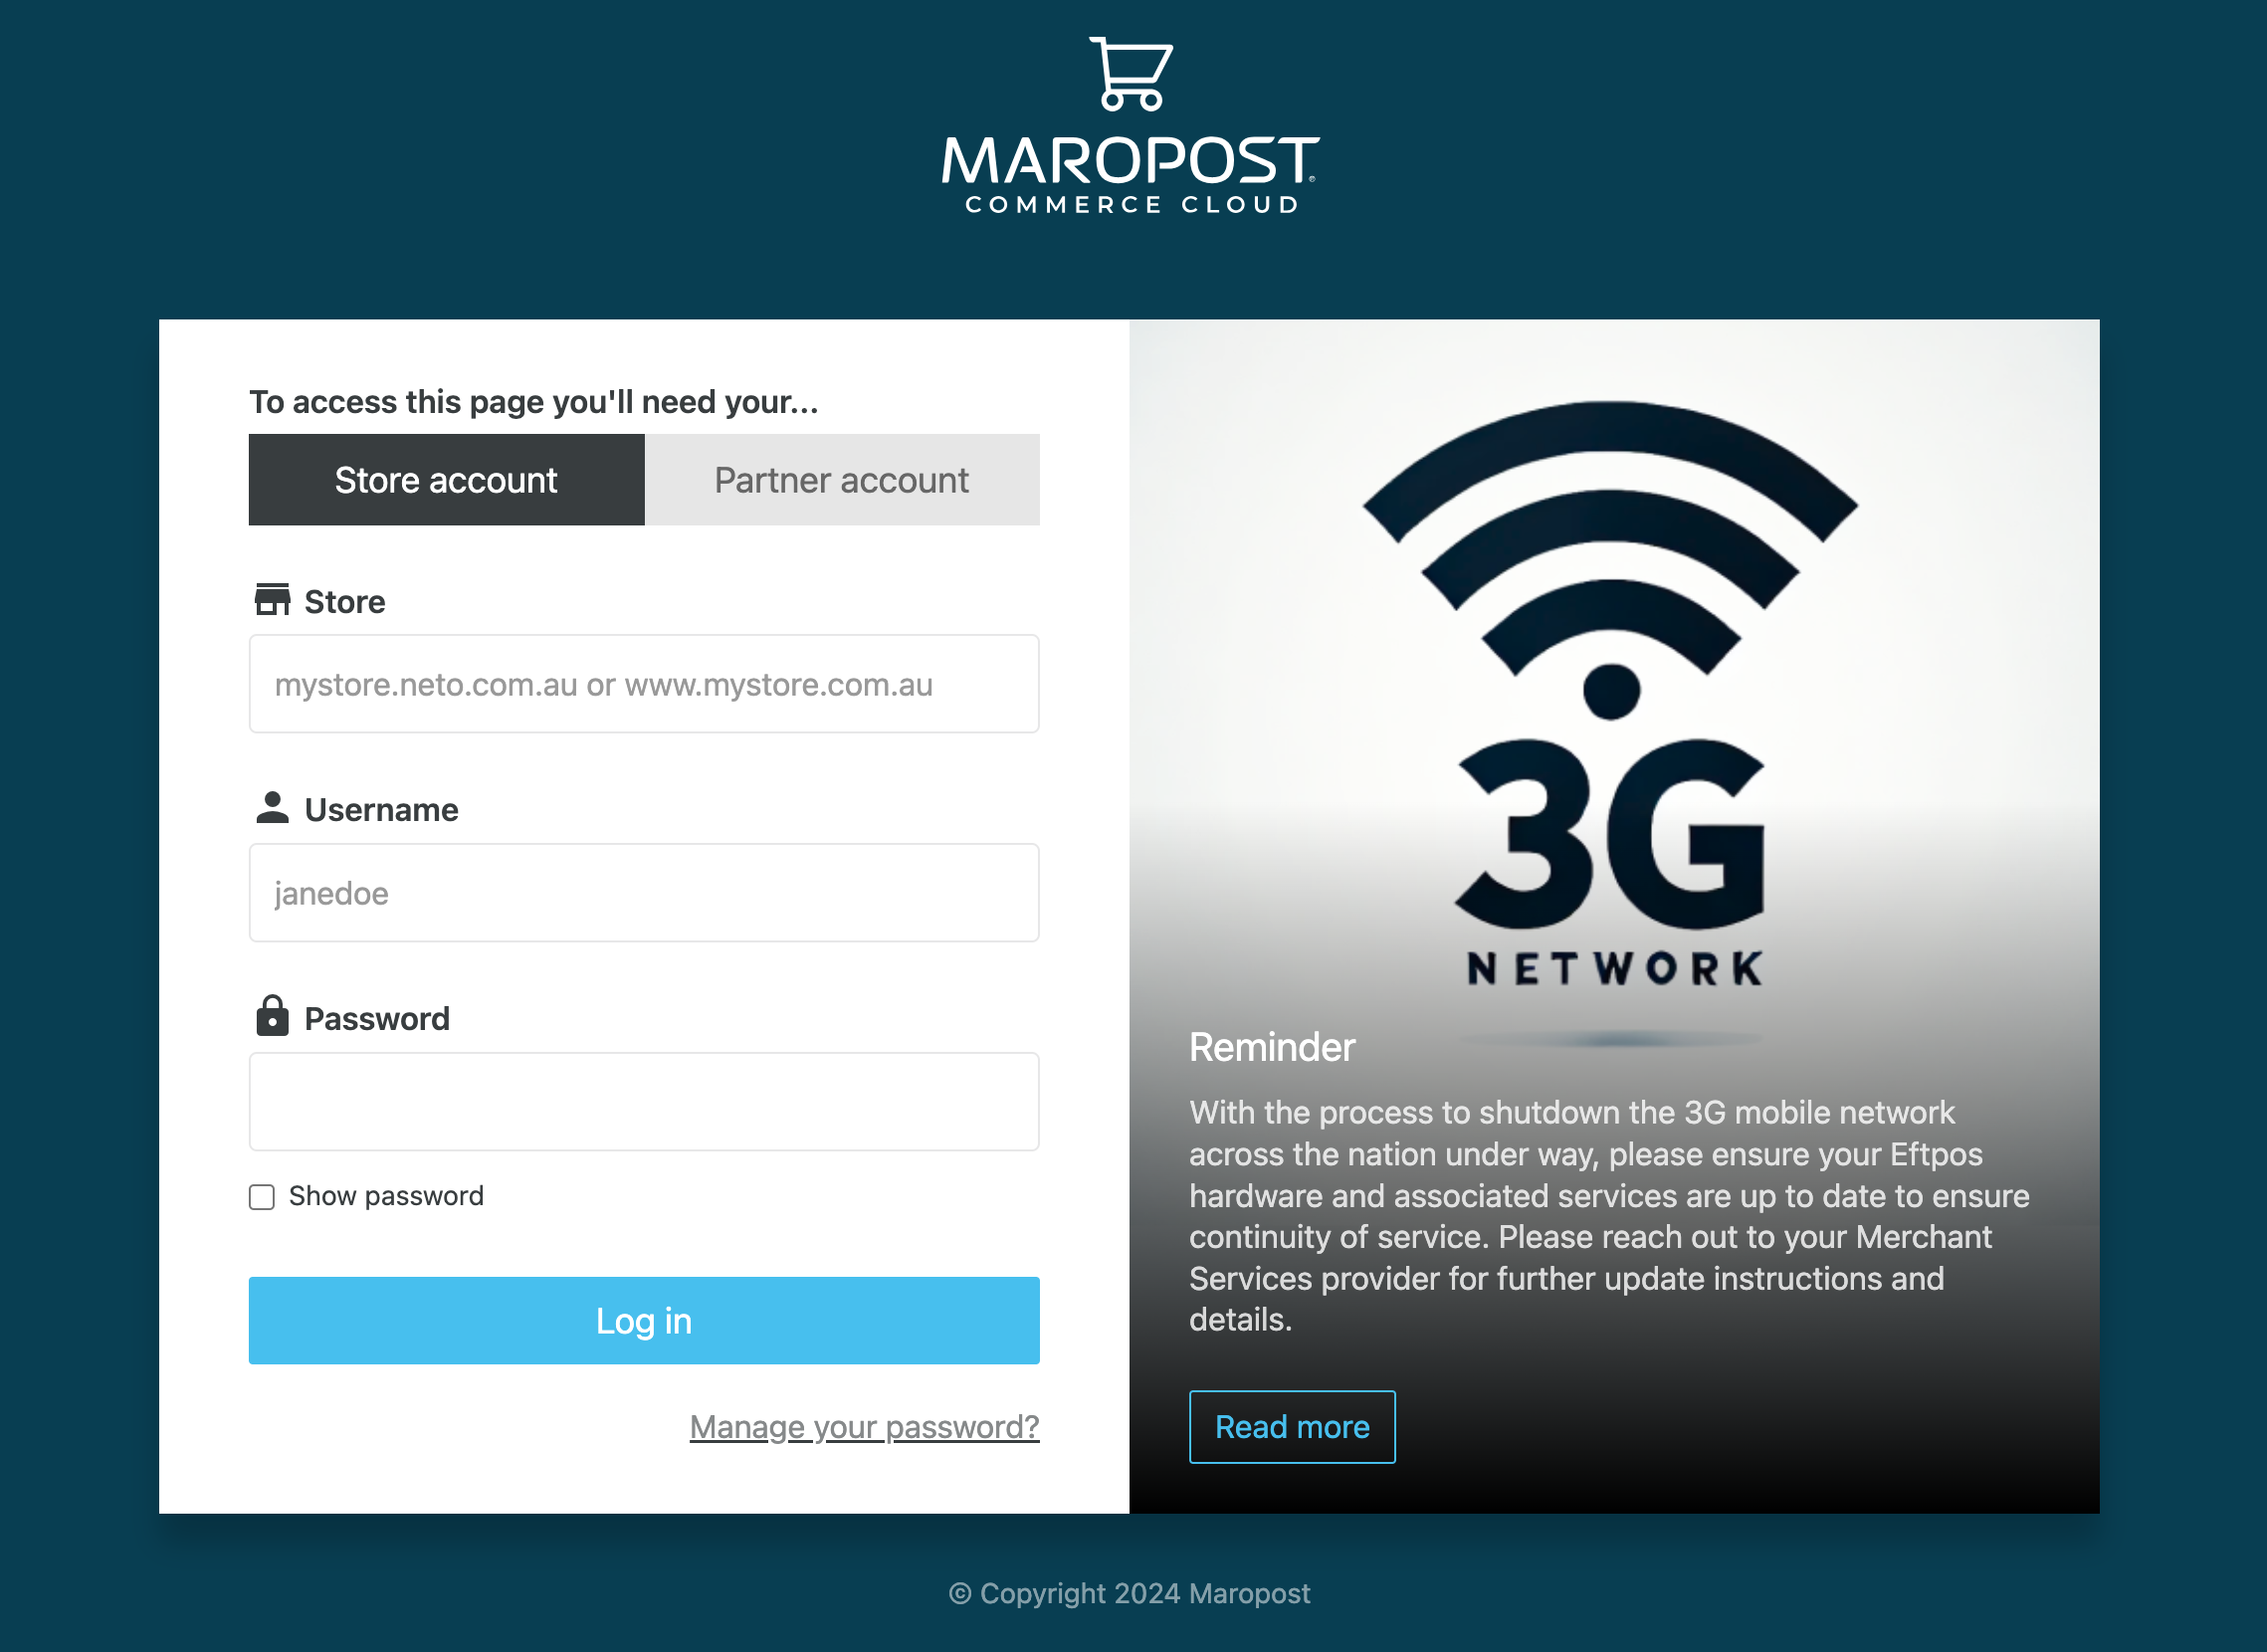 MAROPOST®
COMMERCE CLOUD
To access this page you'll need your...
Store account
Partner account
Store
mystore.neto.com.au or www.mystore.com.au
Username
janedoe
Password
Show password
Log in
Manage your password?
3G
NETWORK
Reminder
With the process to shutdown the 3G mobile network
across the nation under way, please ensure your Eftpos
hardware and associated services are up to date to ensure
continuity of service. Please reach out to your Merchant
Services provider for further update instructions and
details.
Read more
© Copyright 2024 Maropost